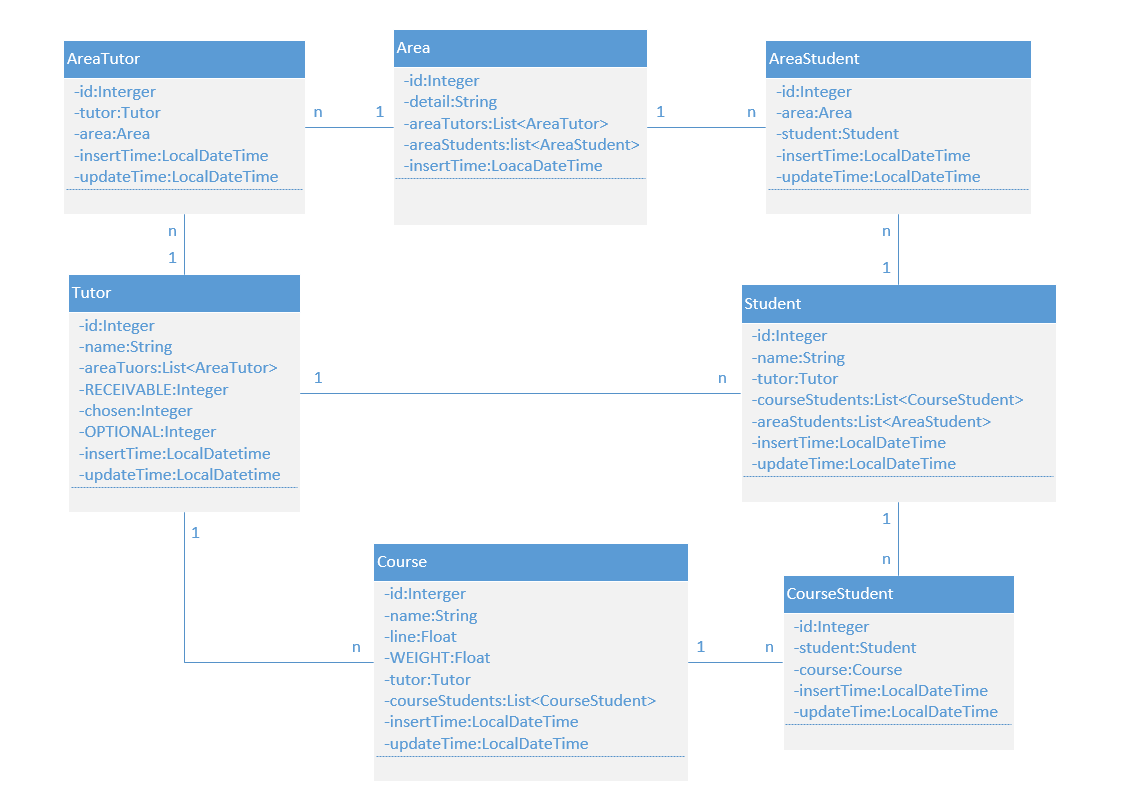 AreaTutor
-id:Interger
-tutor:Tutor
-area:Area
-insertTime:LocalDateTime
-updateTime:LocalDateTime
n
1
Area
-id:Integer
-detail:String
-areaTutors:List<AreaTutor>
-areaStudents:list<AreaStudent>
-insertTime:LoacaDateTime
1
n
AreaStudent
-id:Integer
-area:Area
-student:Student
-insertTime:LocalDateTime
-updateTime:LocalDateTime
n
1
n
1
Tutor
-id:Integer
-name:String
-areaTuors:List<AreaTutor>
-RECEIVABLE:Integer
-chosen:Integer
-OPTIONAL:Integer
-insertTime:LocalDatetime
-updateTime:LocalDatetime
1
n
Student
-id:Integer
-name:String
-tutor:Tutor
-courseStudents:List<CourseStudent>
-areaStudents:List<AreaStudent>
-insertTime:LocalDateTime
-updateTime:LocalDateTime
1
n
1
n
Course
-id:Interger
-name:String
-line:Float
-WEIGHT:Float
-tutor:Tutor
-courseStudents:List<CourseStudent>
-insertTime:LocalDateTime
-updateTime:LocalDateTime
1
n
CourseStudent
-id:Integer
-student:Student
-course:Course
-insertTime:LocalDateTime
-updateTime:LocalDateTime